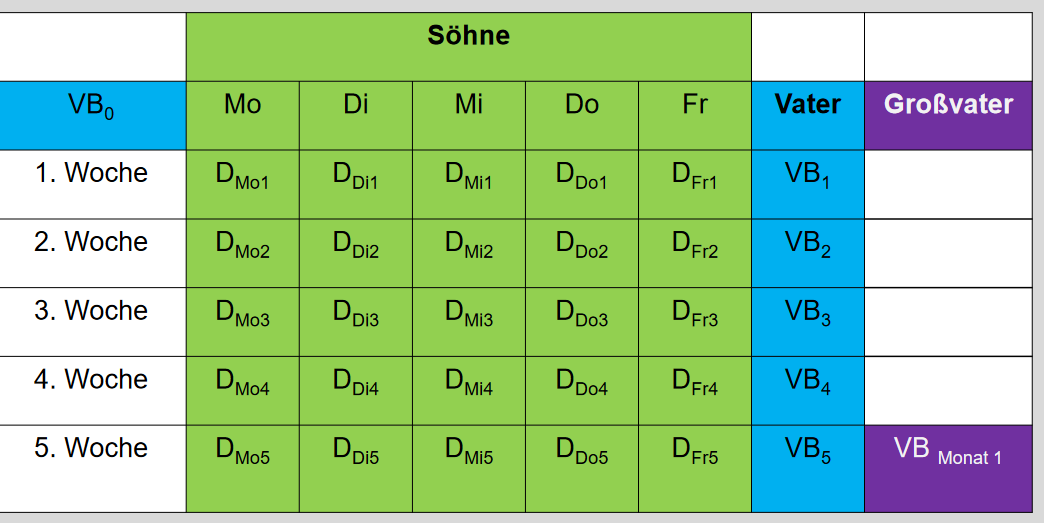 Söhne
VB0 Mo Di Mi Do Fr Vater Großvater
1. Woche DMo1 DDi1 DMi1 DDo1 DFr1 VB1
2. Woche DMo2 DDi2 DMi2 DDo2 DFr2 VB2
3. Woche DMo3 DDi3 DMi3 DDo3 DFr3 VB3
4. Woche DMo4 DDi4 DMi4 DDo4 DFr4 VB4
5. Woche DMo5 DDi5 DMi5 DDo5 DFr5 VB5 VB Monat 1